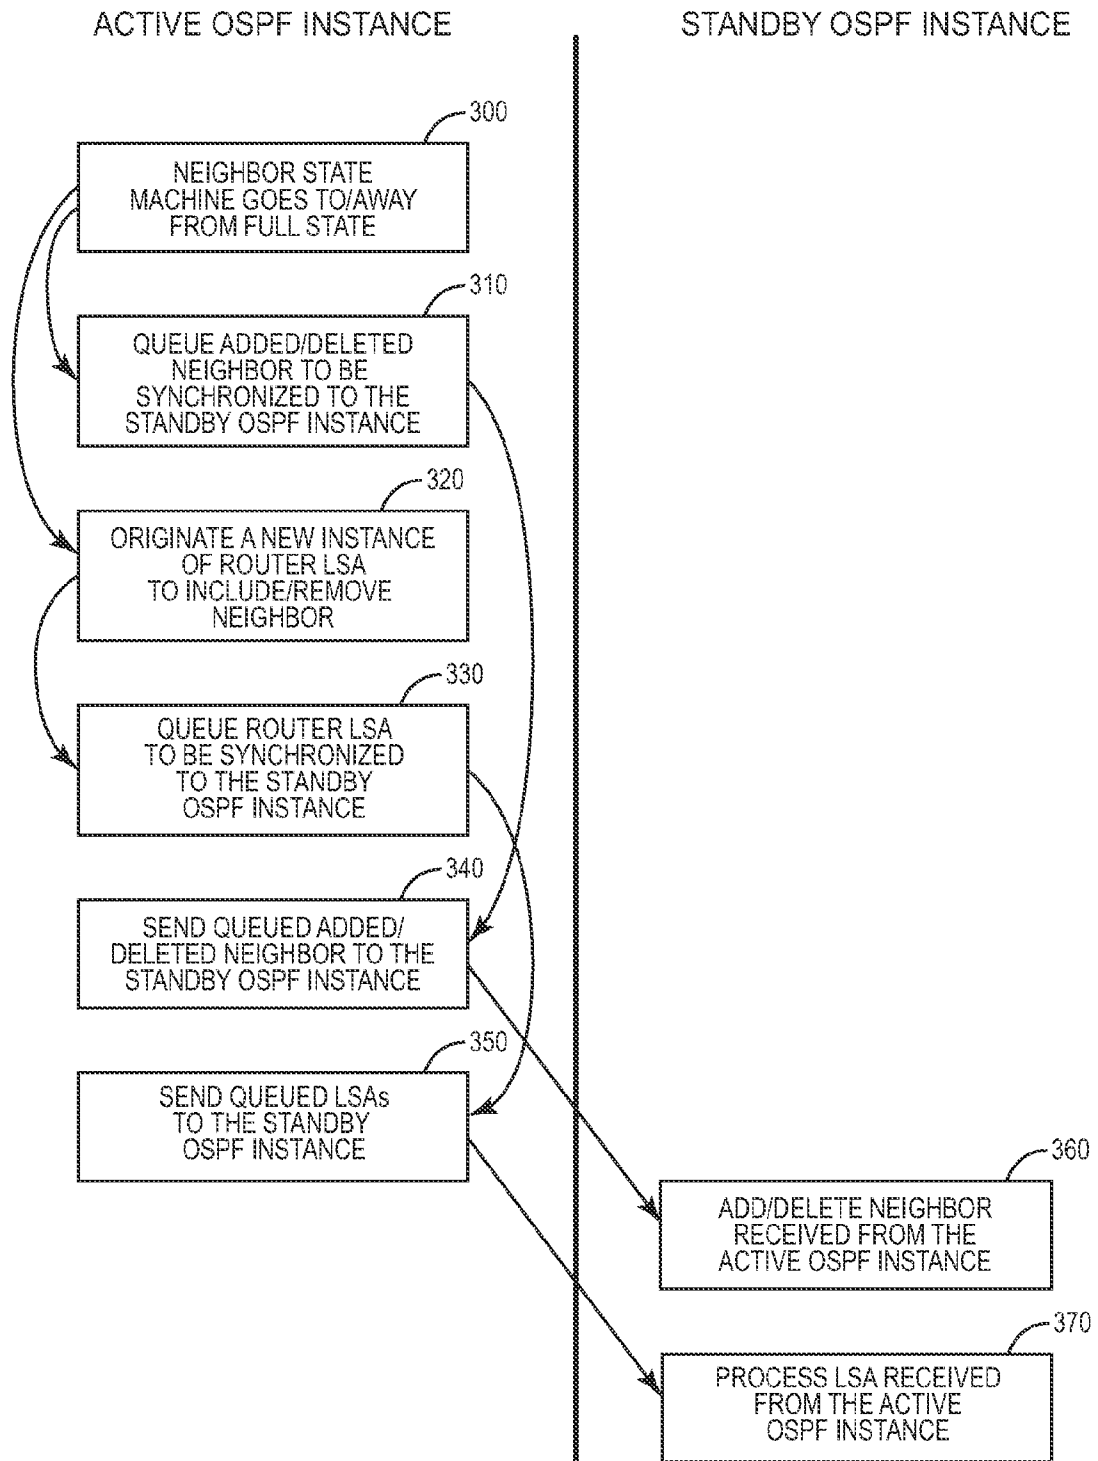 ACTIVE OSPF INSTANCE
STANDBY OSPF INSTANCE
300
NEIGHBOR STATE
MACHINE GOES TO/AWAY
FROM FULL STATE
310
QUEUE ADDED/DELETED
NEIGHBOR TO BE
SYNCHRONIZED TO THE
STANDBY OSPF INSTANCE
320
ORIGINATE A NEW INSTANCE
OF ROUTER LSA
TO INCLUDE/REMOVE
NEIGHBOR
330
QUEUE ROUTER LSA
TO BE SYNCHRONIZED
TO THE STANDBY
OSPF INSTANCE
340
SEND QUEUED ADDED/
DELETED NEIGHBOR TO THE
STANDBY OSPF INSTANCE
350
SEND QUEUED LSAs
TO THE STANDBY
OSPF INSTANCE
360
ADD/DELETE NEIGHBOR
RECEIVED FROM THE
ACTIVE OSPF INSTANCE
370
PROCESS LSA RECEIVED
FROM THE ACTIVE
OSPF INSTANCE